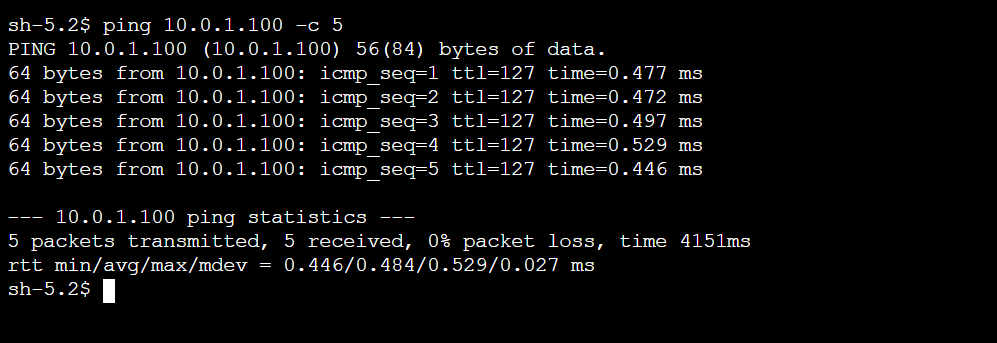 sh-5.2$ ping 10.0.1.100 -c 5
PING 10.0.1.100 (10.0.1.100) 56(84) bytes of data.
64 bytes from 10.0.1.100: icmp_seq=1 ttl=127 time=0.477 ms
64 bytes from 10.0.1.100: icmp_seq=2 ttl=127 time=0.472 ms
64 bytes from 10.0.1.100: icmp_seq=3 ttl=127 time=0.497 ms
64 bytes from 10.0.1.100: icmp_seq=4 ttl=127 time=0.529 ms
64 bytes from 10.0.1.100: icmp_seq=5 ttl=127 time=0.446 ms
--- 10.0.1.100 ping statistics ---
5 packets transmitted, 5 received, 0% packet loss, time 4151ms
rtt min/avg/max/mdev = 0.446/0.484/0.529/0.027 ms
sh-5.2$